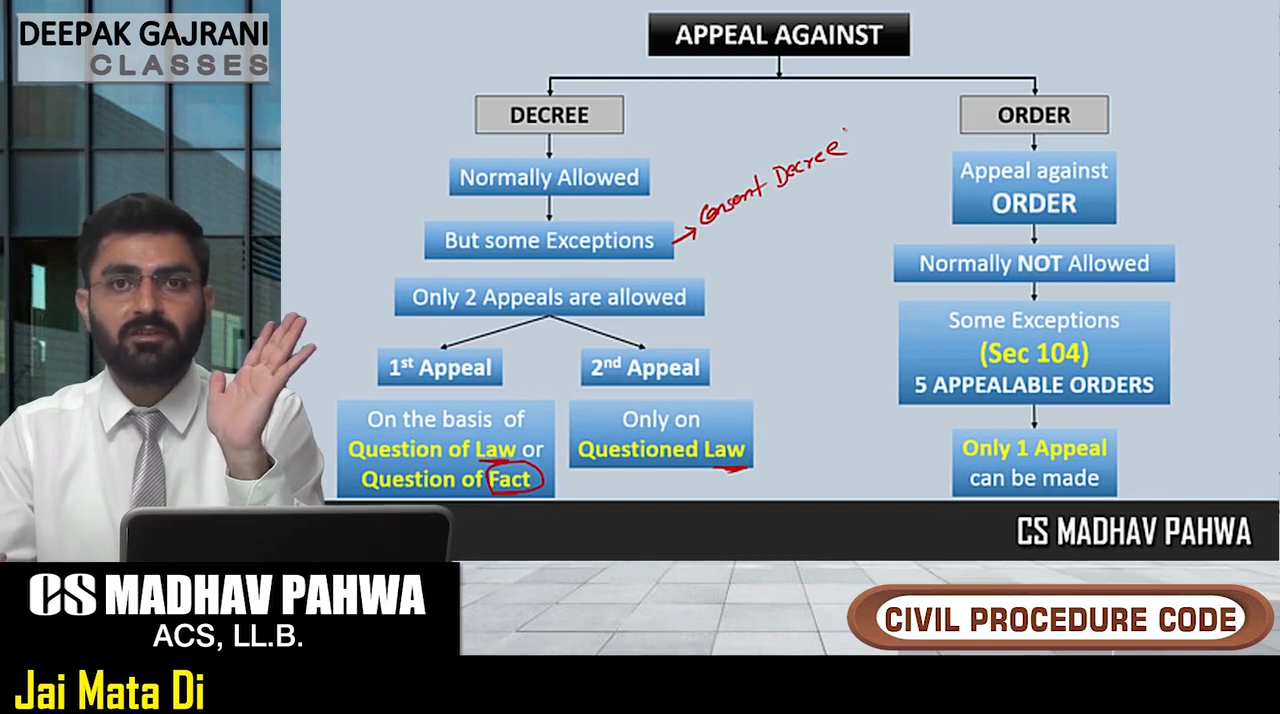 DEEPAK GAJRANI
CLASSES
APPEAL AGAINST
DECREE
Normally Allowed
But some Exceptions
Consent Decree
Only 2 Appeals are allowed
1st Appeal
On the basis of
Question of Law or
Question of Fact
2nd Appeal
Only on
Questioned Law
ORDER
Appeal against
ORDER
Normally NOT Allowed
Some Exceptions
(Sec 104)
5 APPEALABLE ORDERS
Only 1 Appeal
can be made
CS MADHAV PAHWA
CS MADHAV PAHWA
ACS, LL.B.
CIVIL PROCEDURE CODE
Jai Mata Di